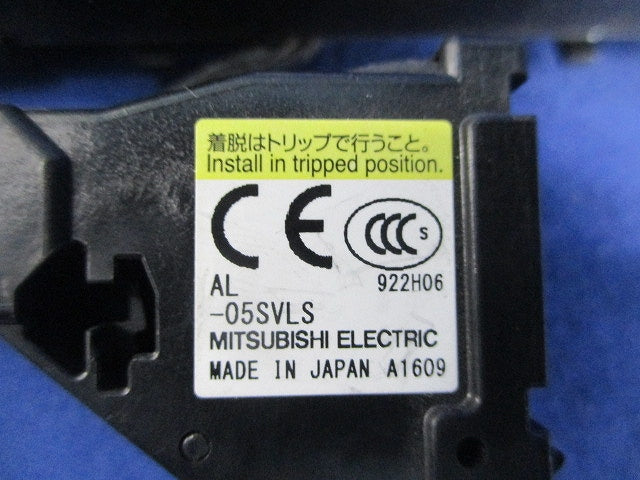 着脱はトリップで行うこと。
Install in tripped position.
CE CCC S
AL 922H06
-05SVLS
MITSUBISHI ELECTRIC
MADE IN JAPAN A1609